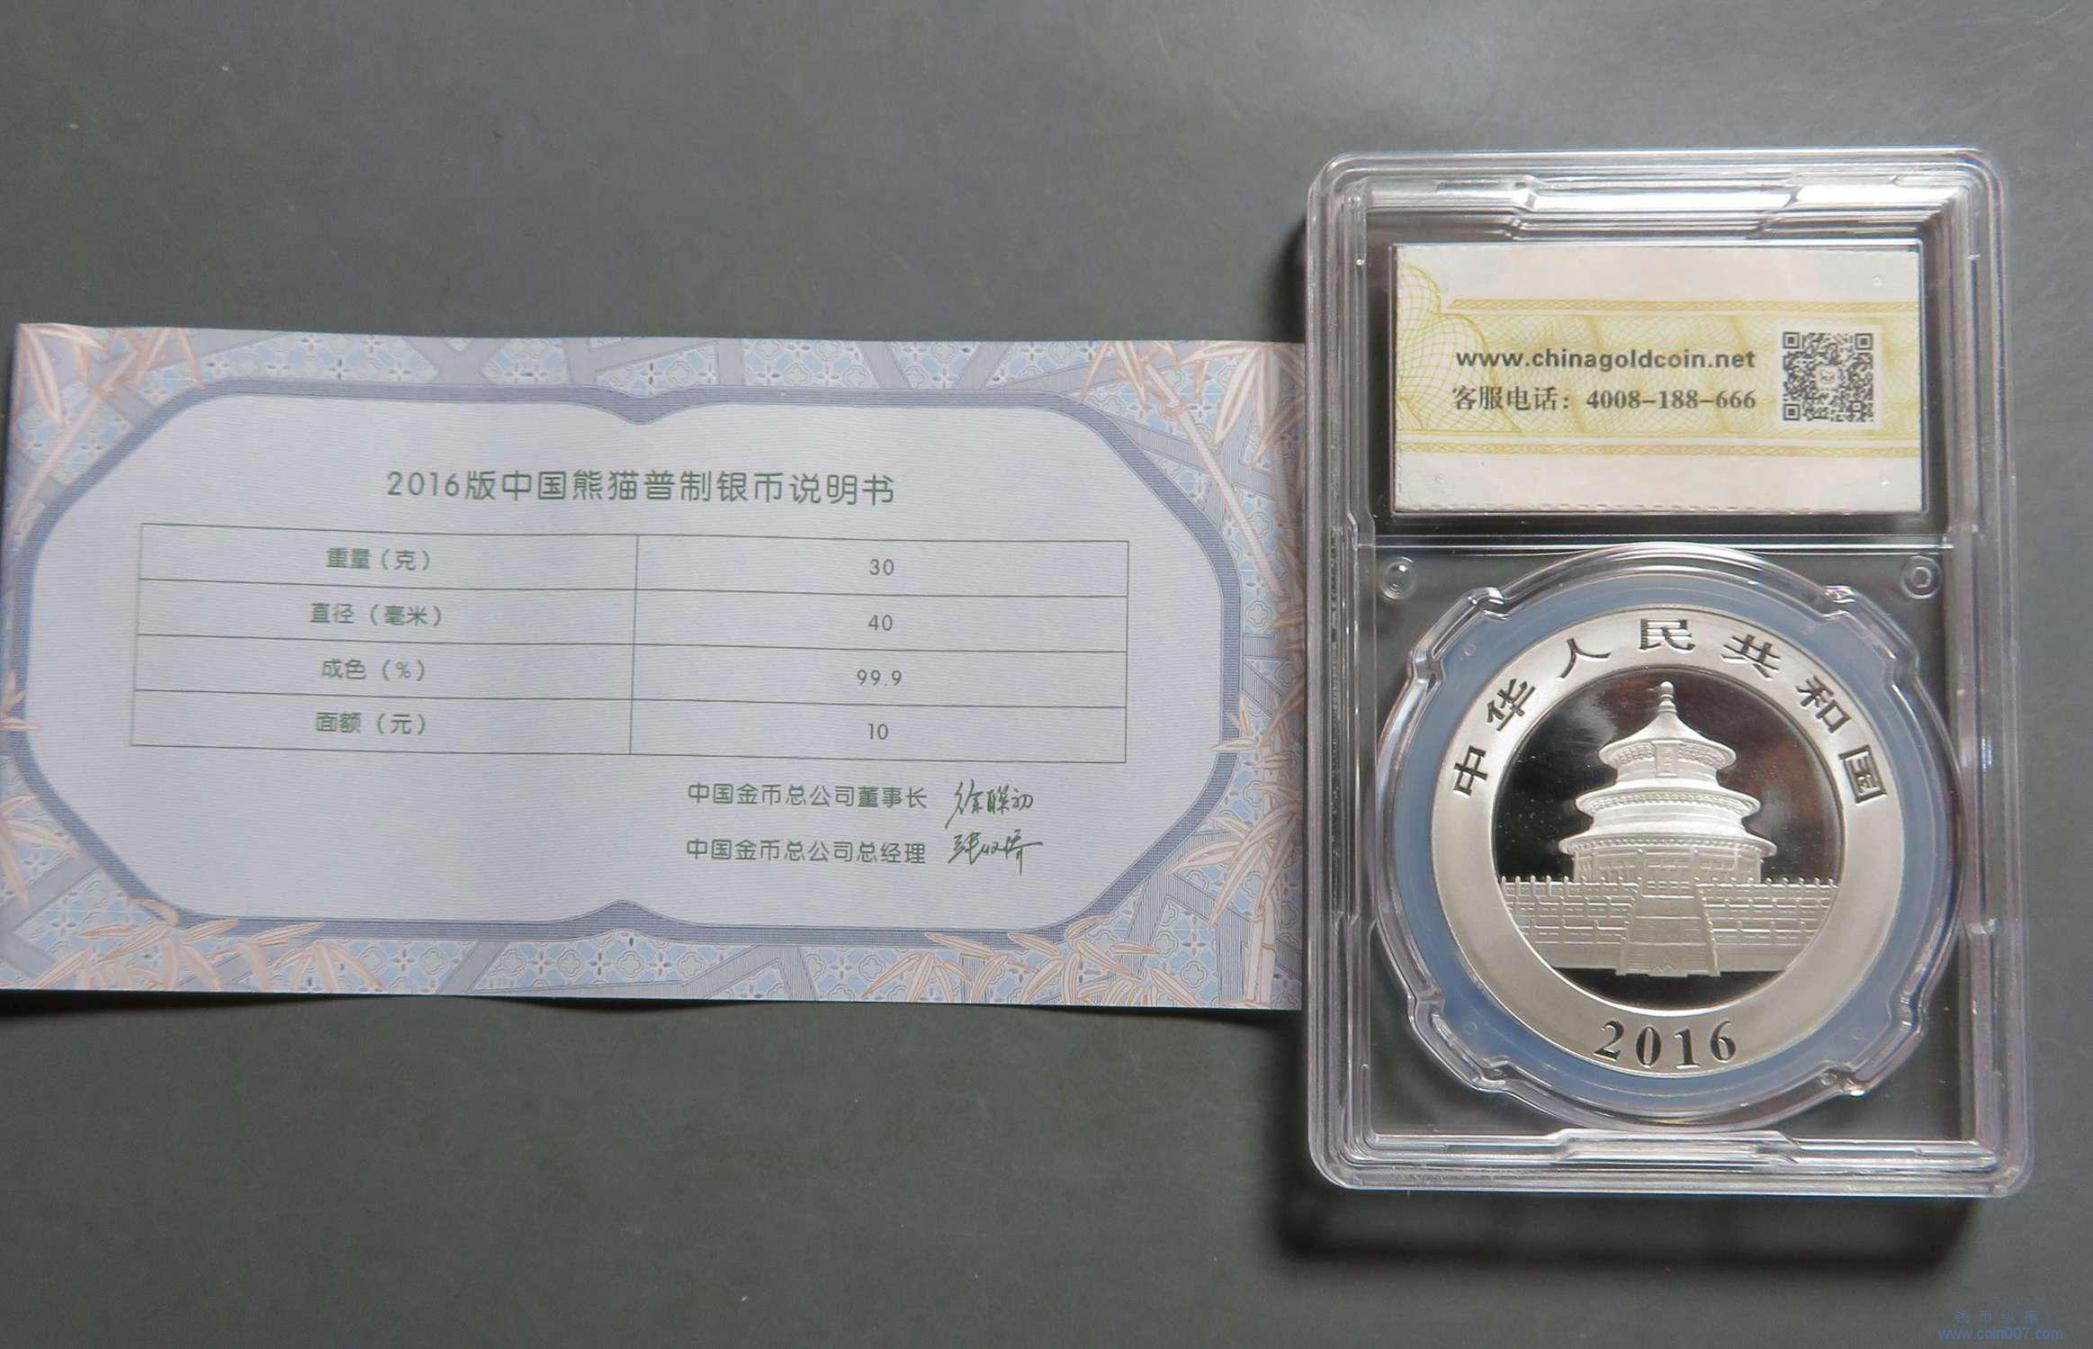 2016版中国熊猫普制银币说明书
重量（克） 30
直径（毫米） 40
成色（%） 99.9
面额（元） 10
中国金币总公司董事长
中国金币总公司总经理
www.chinagoldcoin.net
客服电话：4008-188-666
中华人民共和国
2016
www.coin007.com